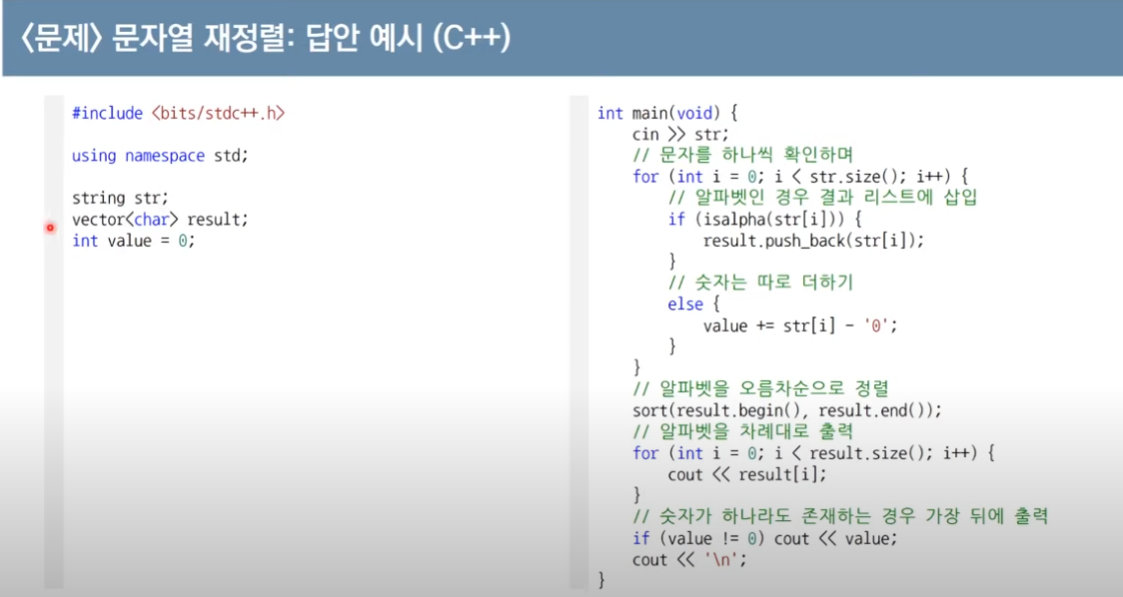 〈문제〉 문자열 재정렬: 답안 예시 (C++)
#include <bits/stdc++.h>
using namespace std;
string str;
vector<char> result;
int value = 0;
int main(void) {
cin >> str;
// 문자를 하나씩 확인하며
for (int i = 0; i < str.size(); i++) {
// 알파벳인 경우 결과 리스트에 삽입
if (isalpha(str[i])) {
result.push_back(str[i]);
}
// 숫자는 따로 더하기
else {
value += str[i] - '0';
}
}
// 알파벳을 오름차순으로 정렬
sort(result.begin(), result.end());
// 알파벳을 차례대로 출력
for (int i = 0; i < result.size(); i++) {
cout << result[i];
}
// 숫자가 하나라도 존재하는 경우 가장 뒤에 출력
if (value != 0) cout << value;
cout << '\n';
}